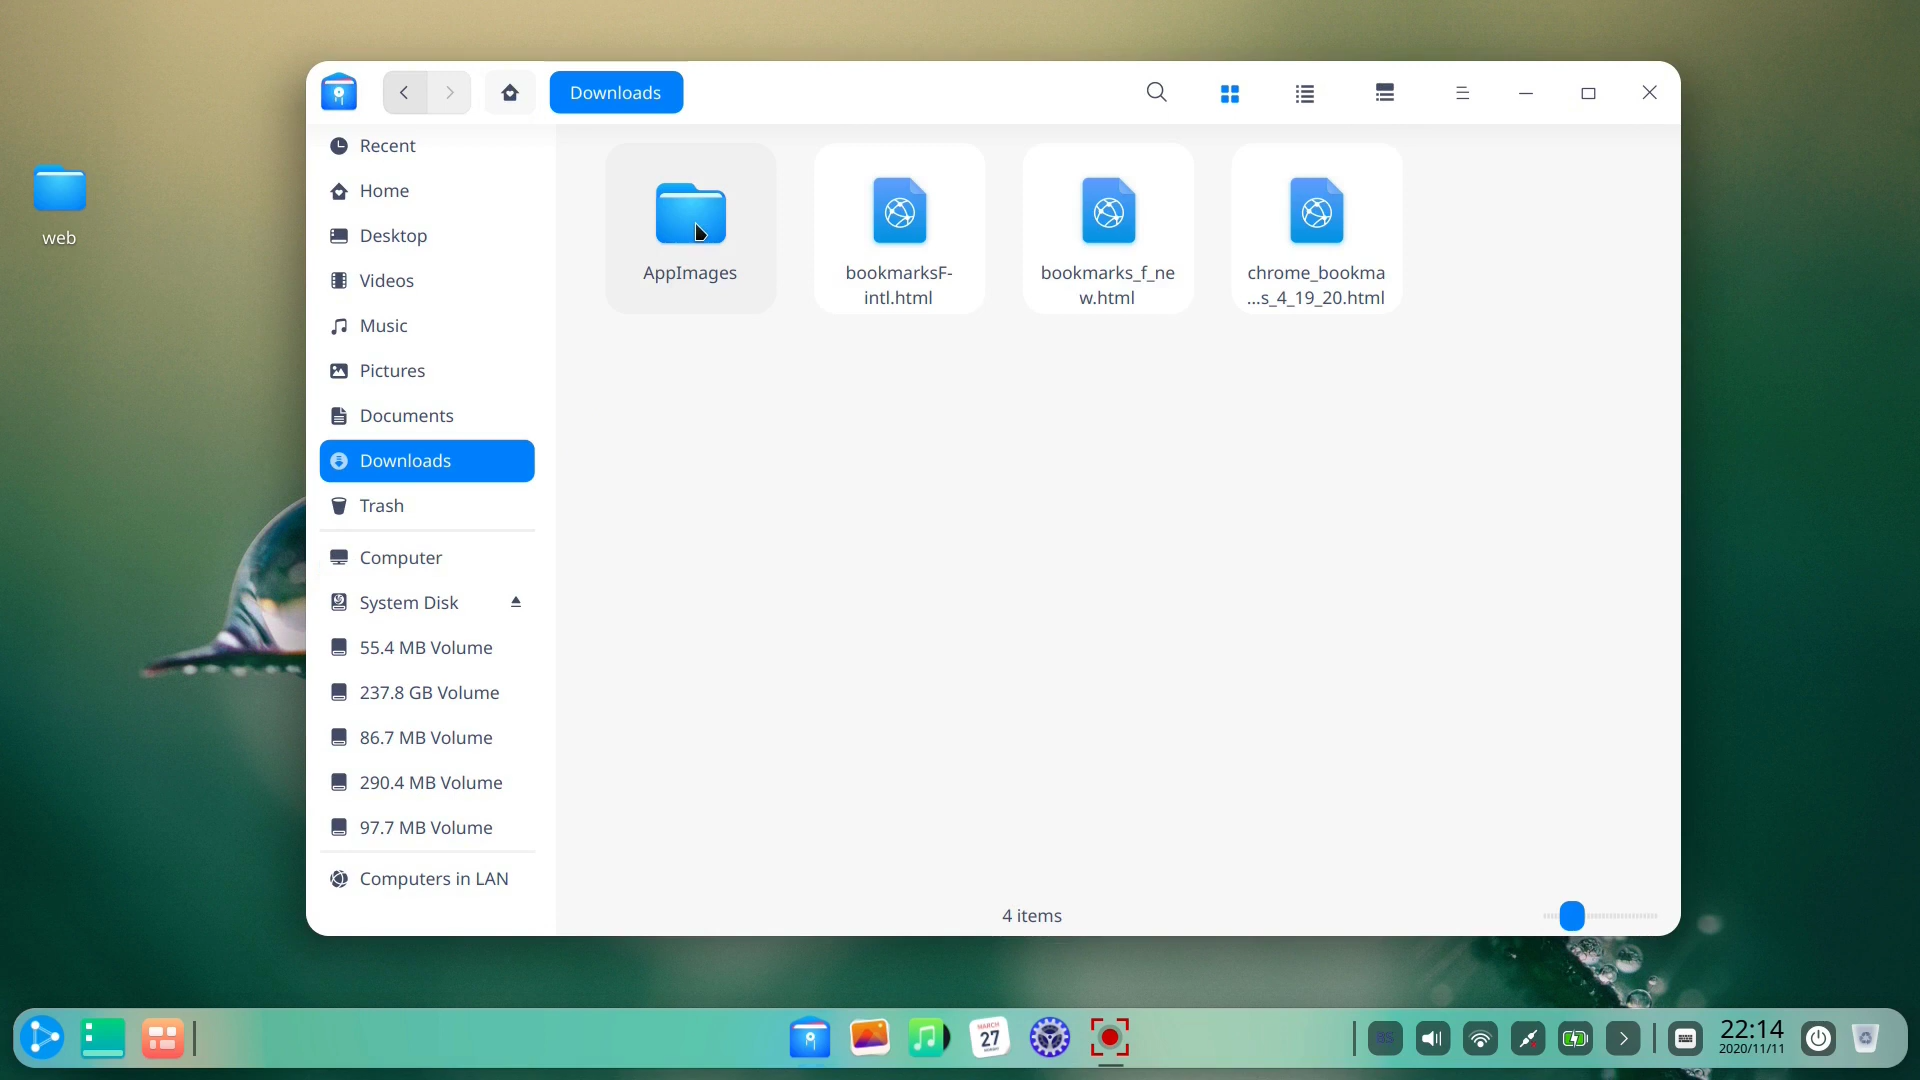 Downloads
Recent
Home
Desktop
Videos
Music
Pictures
Documents
Downloads
Trash
Computer
System Disk
55.4 MB Volume
237.8 GB Volume
86.7 MB Volume
290.4 MB Volume
97.7 MB Volume
Computers in LAN
AppImages
bookmarksF-
intl.html
bookmarks_f_ne
w.html
chrome_bookma
...s_4_19_20.html
4 items
web
MARCH
27
22:14
2020/11/11